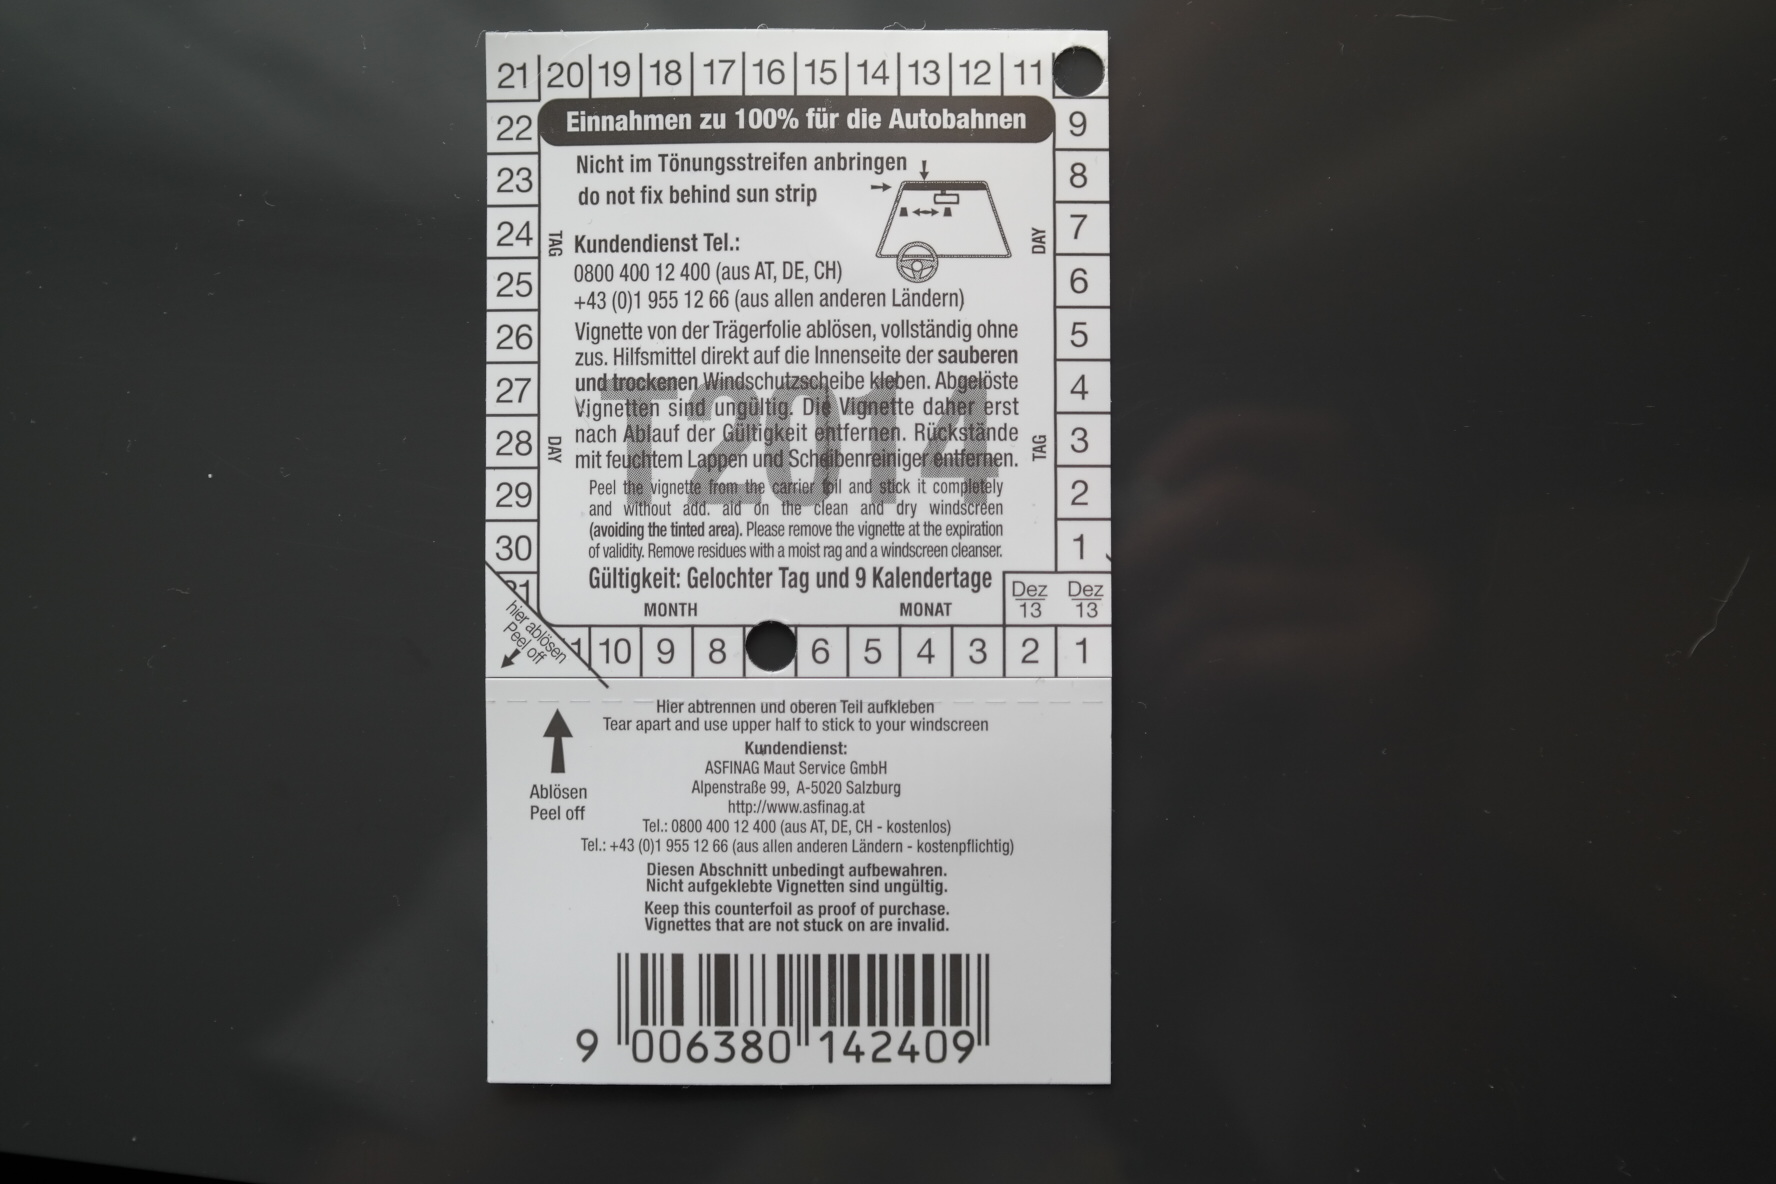 21 20 19 18 17 16 15 14 13 12 11
22 Einnahmen zu 100% für die Autobahnen 9
23 Nicht im Tönungsstreifen anbringen 8
do not fix behind sun strip
24 TAG Kundendienst Tel.: DAY 7
25 0800 400 12 400 (aus AT, DE, CH) 6
+43 (0)1 955 12 66 (aus allen anderen Ländern)
26 Vignette von der Trägerfolie ablösen, vollständig ohne 5
zus. Hilfsmittel direkt auf die Innenseite der sauberen
27 und trockenen Windschutzscheibe kleben. Abgelöste 4
Vignetten sind ungültig. Die Vignette daher erst
T2014
28 DAY nach Ablauf der Gültigkeit entfernen. Rückstände TAG 3
mit feuchtem Lappen und Scheibenreiniger entfernen.
29 Peel the vignette from the carrier foil and stick it completely 2
and without add. aid on the clean and dry windscreen
(avoiding the tinted area). Please remove the vignette at the expiration
30 of validity. Remove residues with a moist rag and a windscreen cleanser. 1
31 Gültigkeit: Gelochter Tag und 9 Kalendertage Dez 13 Dez 13
MONTH MONAT
hier ablösen
Peel off
11 10 9 8 6 5 4 3 2 1
Hier abtrennen und oberen Teil aufkleben
Tear apart and use upper half to stick to your windscreen
Kundendienst:
ASFINAG Maut Service GmbH
Alpenstraße 99, A-5020 Salzburg
http://www.asfinag.at
Tel.: 0800 400 12 400 (aus AT, DE, CH - kostenlos)
Tel.: +43 (0)1 955 12 66 (aus allen anderen Ländern - kostenpflichtig)
Ablösen
Peel off
Diesen Abschnitt unbedingt aufbewahren.
Nicht aufgeklebte Vignetten sind ungültig.
Keep this counterfoil as proof of purchase.
Vignettes that are not stuck on are invalid.
9 006380 142409